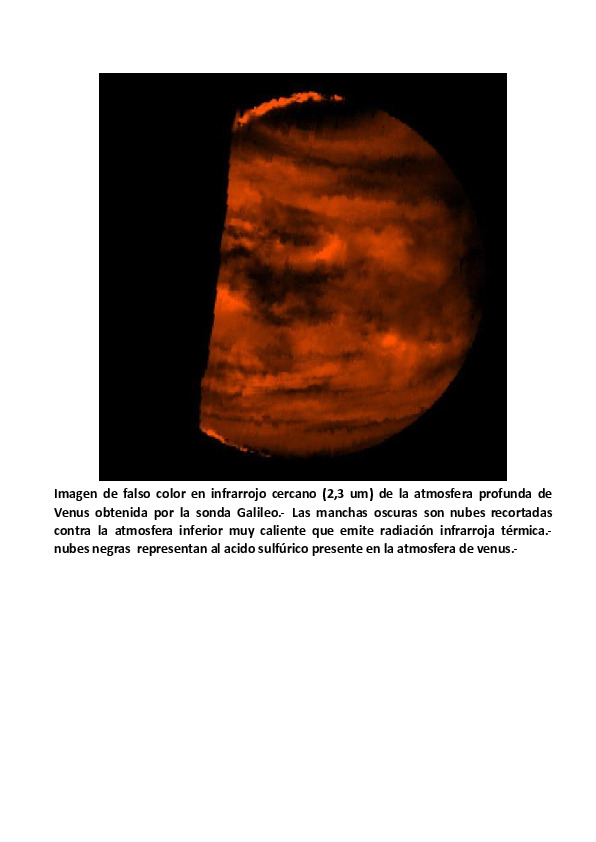 Imagen de falso color en infrarrojo cercano (2,3 um) de la atmosfera profunda de
Venus obtenida por la sonda Galileo.- Las manchas oscuras son nubes recortadas
contra la atmosfera inferior muy caliente que emite radiación infrarroja térmica.-
nubes negras  representan al acido sulfúrico presente en la atmosfera de venus.-